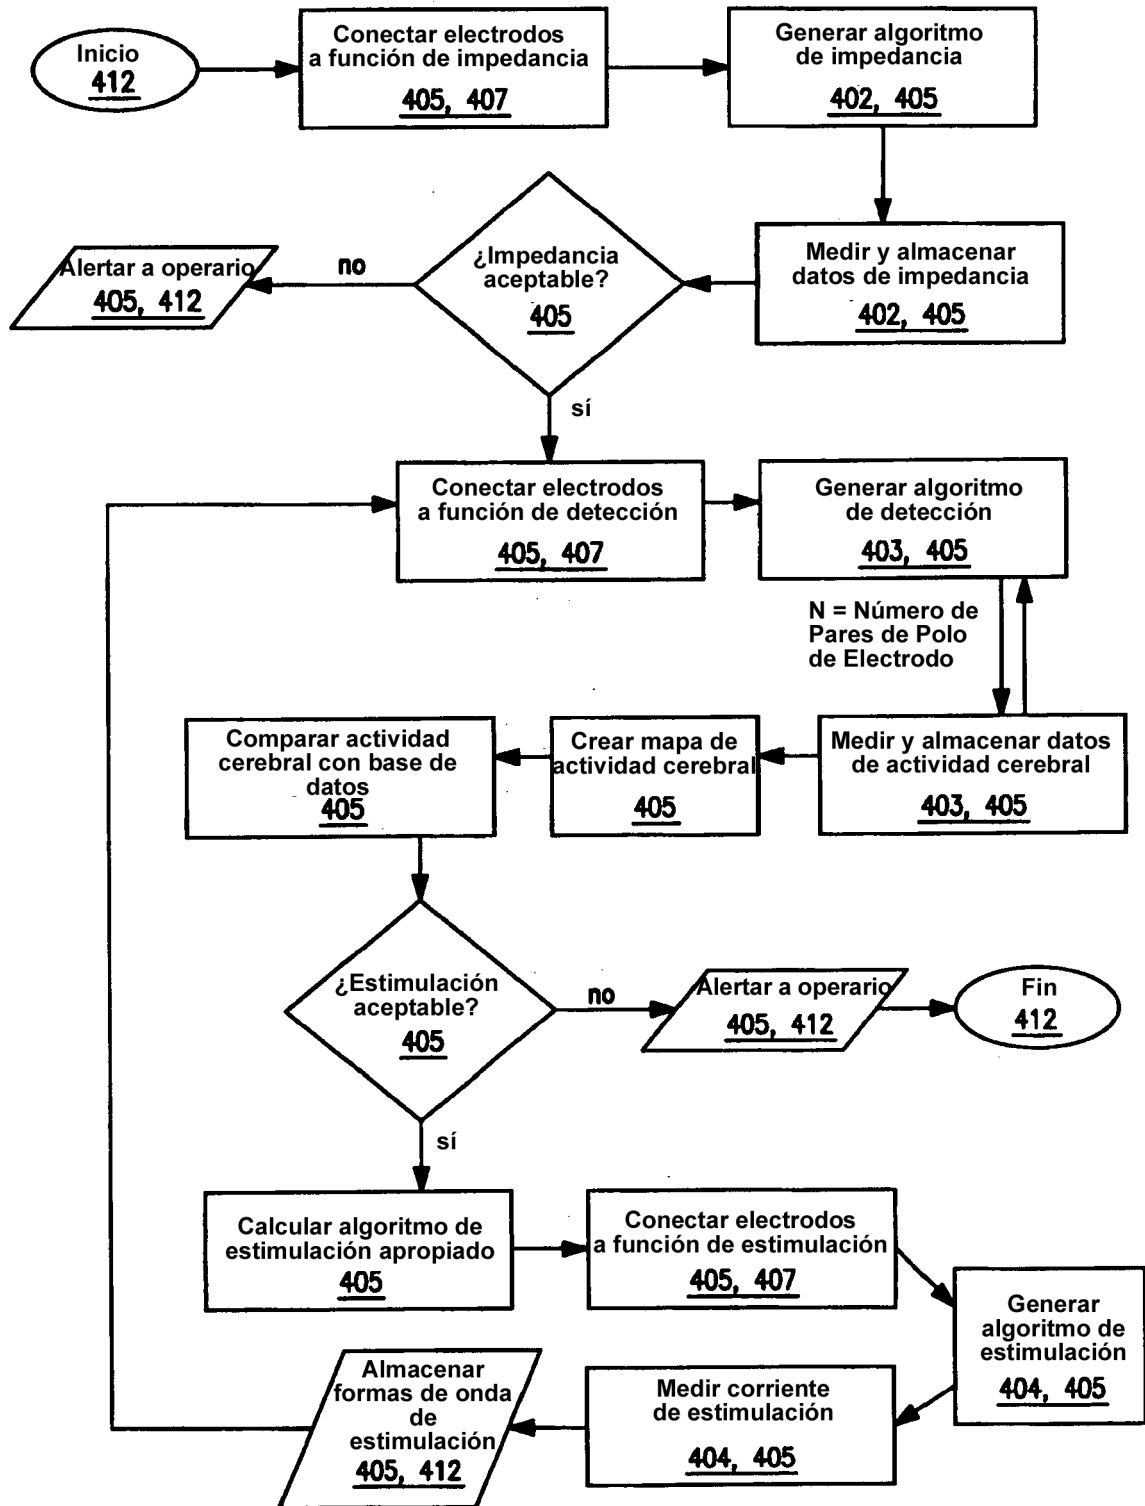 Inicio
412
Conectar electrodos
a función de impedancia
405, 407
Generar algoritmo
de impedancia
402, 405
Medir y almacenar
datos de impedancia
402, 405
¿Impedancia
aceptable?
405
no
Alertar a operario
405, 412
sí
Conectar electrodos
a función de detección
405, 407
Generar algoritmo
de detección
403, 405
N = Número de
Pares de Polo
de Electrodo
Medir y almacenar datos
de actividad cerebral
403, 405
Crear mapa de
actividad cerebral
405
Comparar actividad
cerebral con base de
datos
405
¿Estimulación
aceptable?
405
no
Alertar a operario
405, 412
Fin
412
sí
Calcular algoritmo de
estimulación apropiado
405
Conectar electrodos
a función de estimulación
405, 407
Generar
algoritmo de
estimulación
404, 405
Medir corriente
de estimulación
404, 405
Almacenar
formas de onda
de
estimulación
405, 412